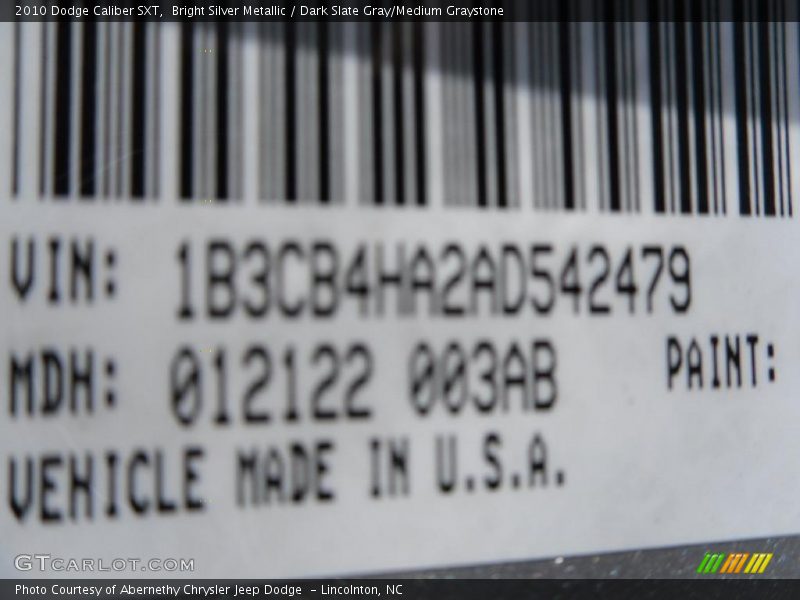 2010 Dodge Caliber SXT,  Bright Silver Metallic / Dark Slate Gray/Medium Graystone
VIN: 1B3CB4HA2AD542479
MDH: 012122 003AB PAINT:
VEHICLE MADE IN U.S.A.
GTCARLOT.COM
Photo Courtesy of Abernethy Chrysler Jeep Dodge  - Lincolnton, NC